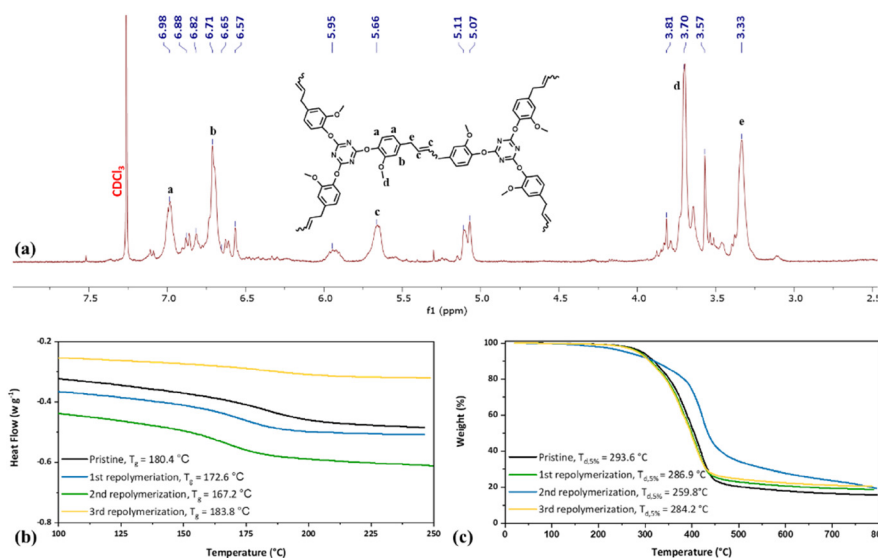 6.98 6.88 6.82 6.71 6.65 6.57 5.95 5.66 5.11 5.07 3.81 3.70 3.57 3.33
CDCl3
a
b
c
d
e
a a e c
b c
d
O O O O O O O O O O O O
N N N N N N
(a)
7.5 7.0 6.5 6.0 5.5 5.0 4.5 4.0 3.5 3.0 2.5
f1 (ppm)
-0.2
-0.4
-0.6
-0.8
Heat Flow (w g-1)
Pristine, Tg = 180.4 °C
1st repolymerization, Tg = 172.6 °C
2nd repolymerization, Tg = 167.2 °C
3rd repolymerization, Tg = 183.8 °C
100 125 150 175 200 225 250
(b) Temperature (°C)
100
80
60
40
20
0
Weight (%)
Pristine, Td,5% = 293.6 °C
1st repolymerization, Td,5% = 286.9 °C
2nd repolymerization, Td,5% = 259.8°C
3rd repolymerization, Td,5% = 284.2 °C
0 100 200 300 400 500 600 700 800
(c) Temperature (°C)